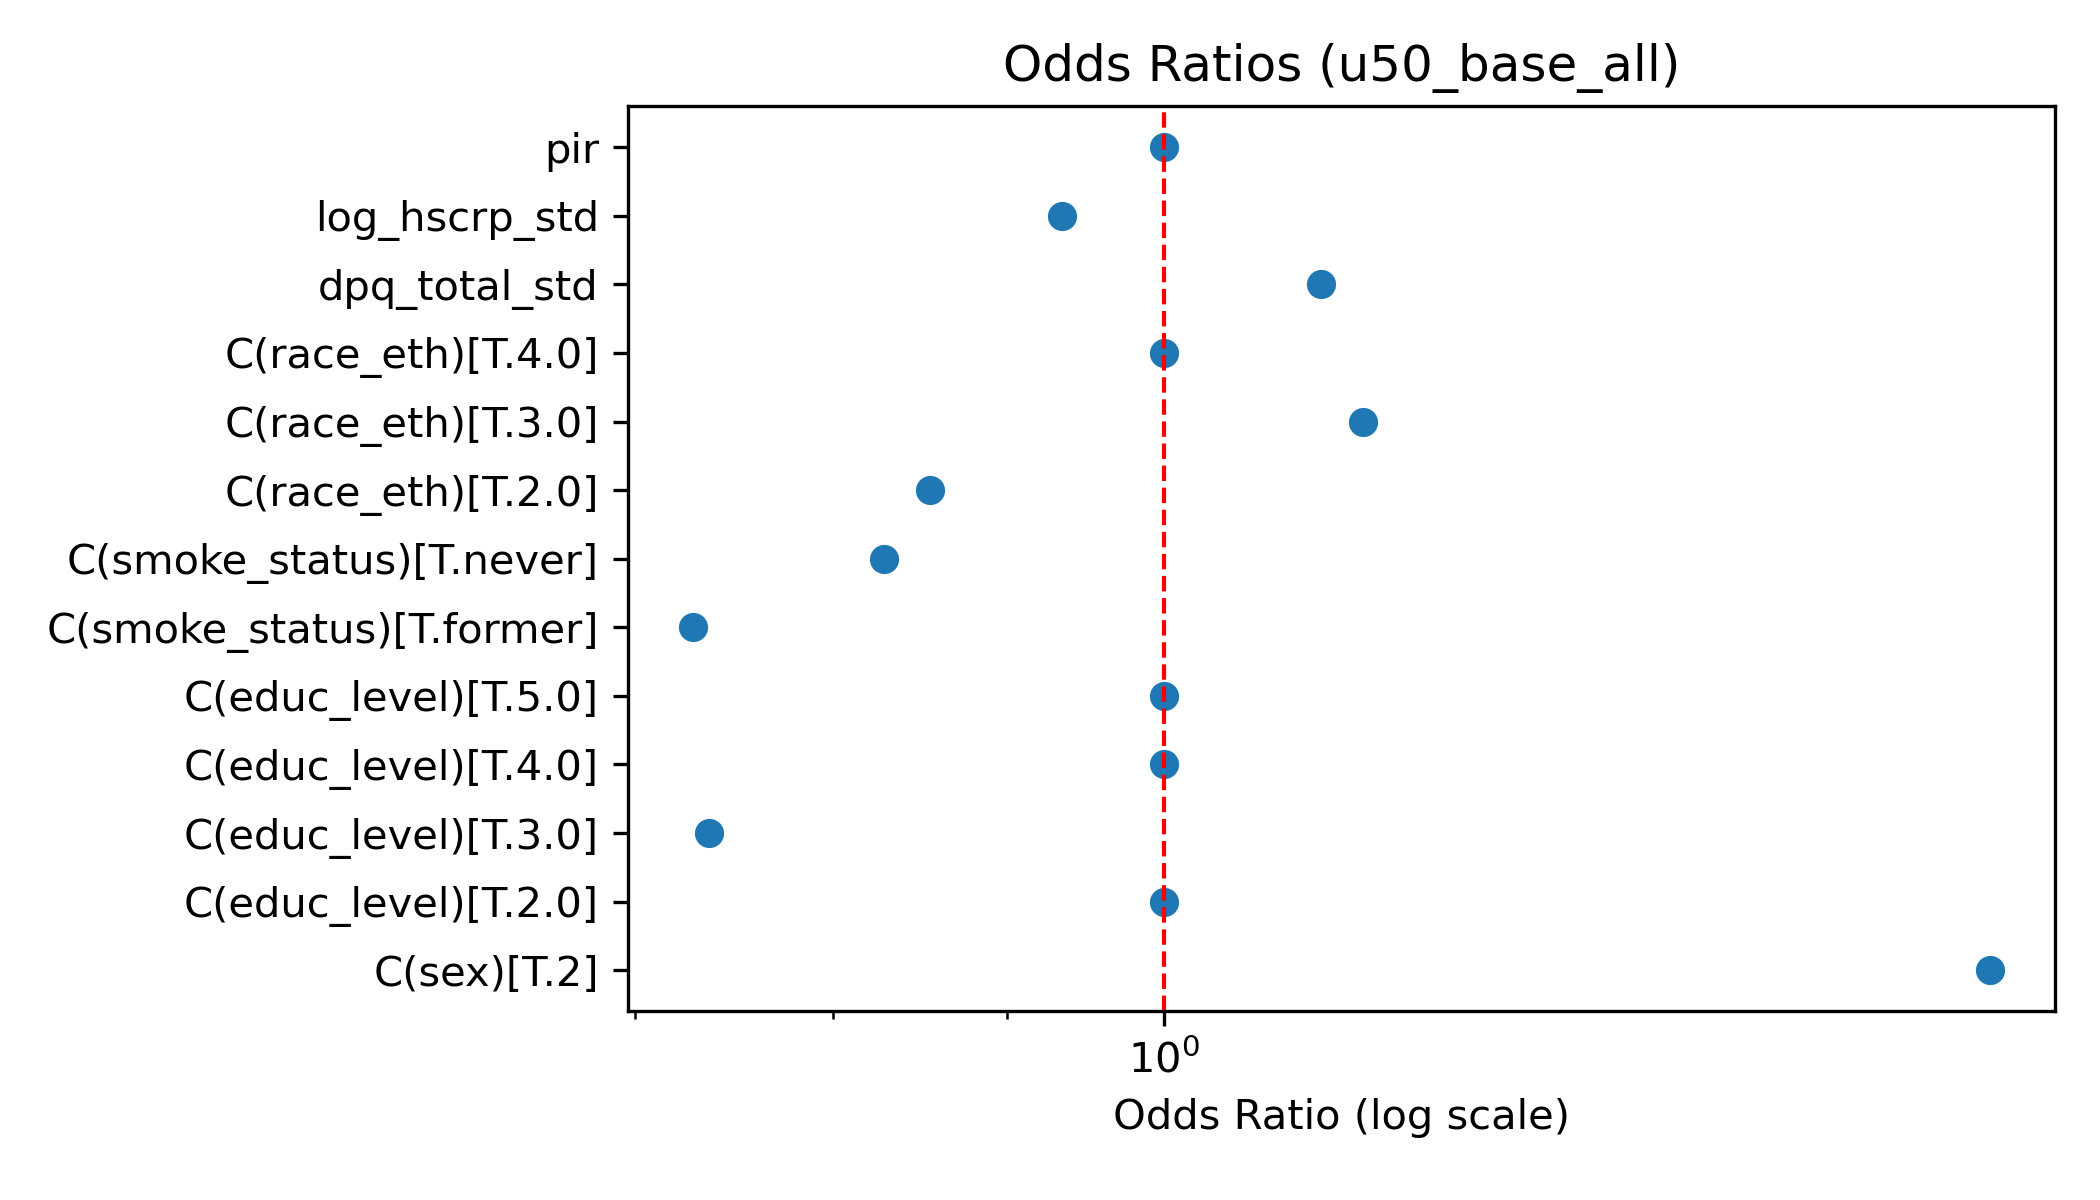 Odds Ratios (u50_base_all)
pir
log_hscrp_std
dpq_total_std
C(race_eth)[T.4.0]
C(race_eth)[T.3.0]
C(race_eth)[T.2.0]
C(smoke_status)[T.never]
C(smoke_status)[T.former]
C(educ_level)[T.5.0]
C(educ_level)[T.4.0]
C(educ_level)[T.3.0]
C(educ_level)[T.2.0]
C(sex)[T.2]
10⁰
Odds Ratio (log scale)